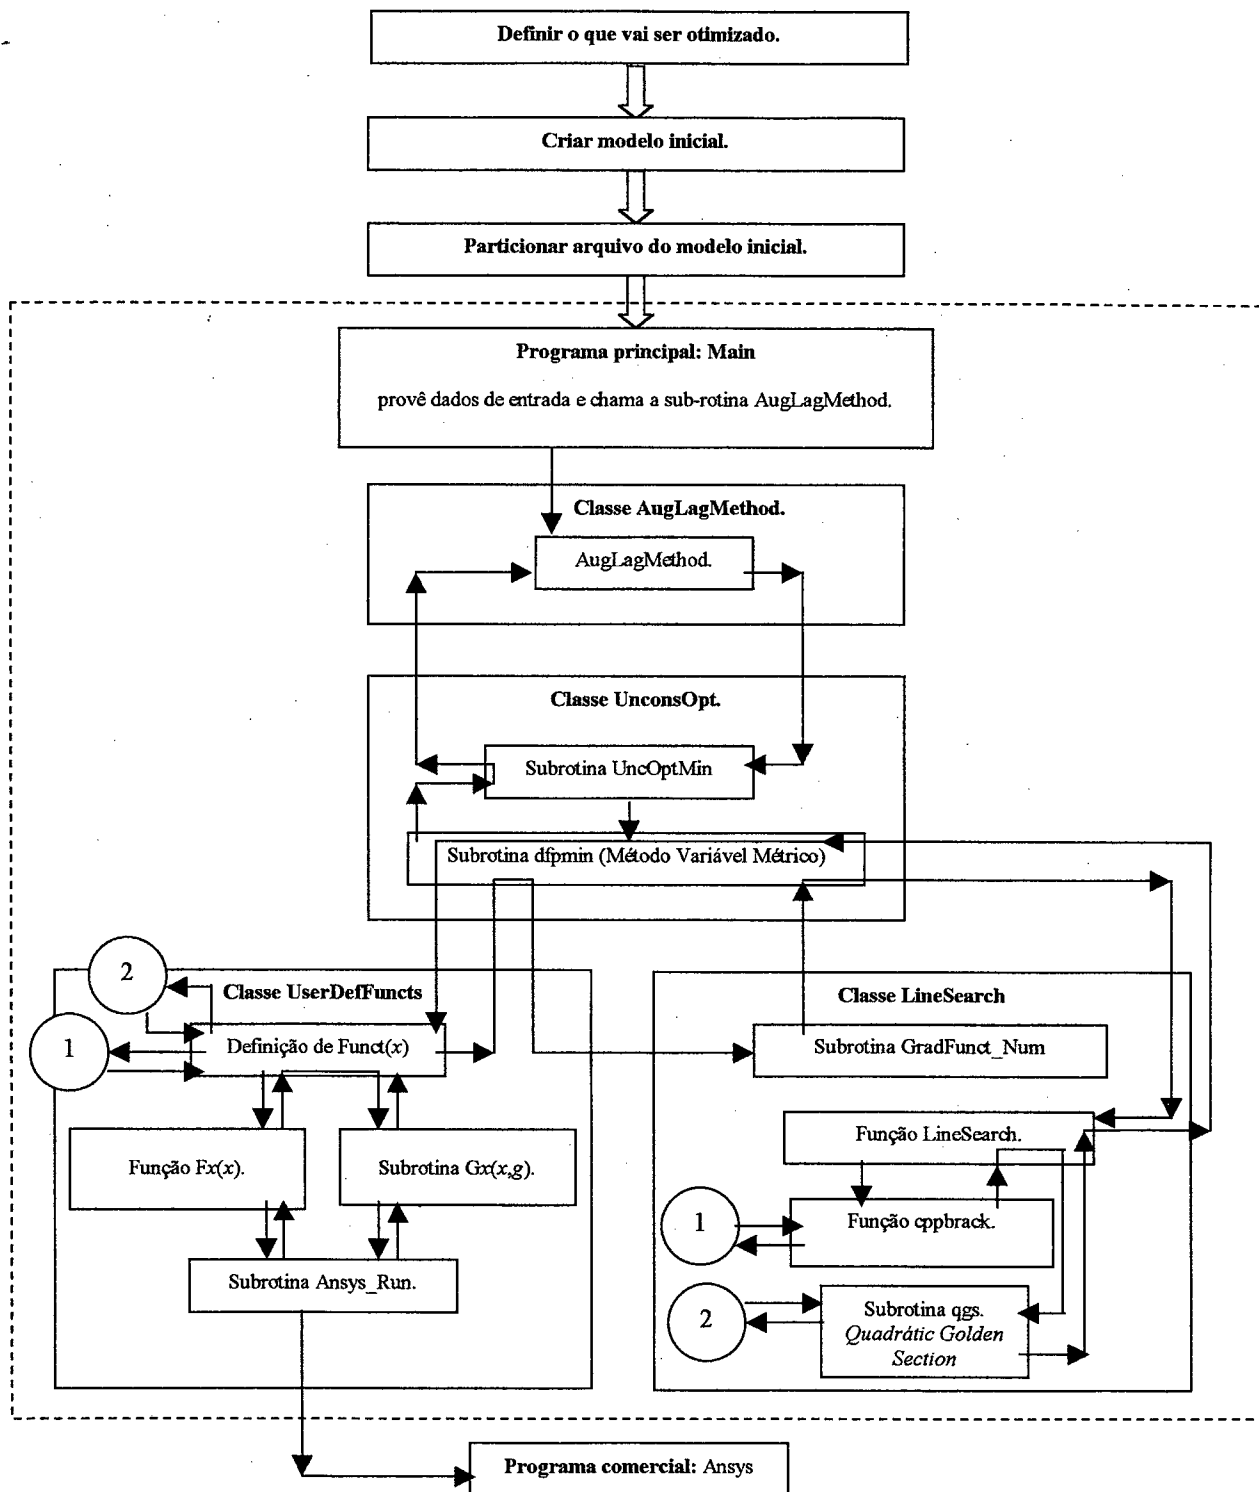 Definir o que vai ser otimizado.
Criar modelo inicial.
Particionar arquivo do modelo inicial.
Programa principal: Main
provê dados de entrada e chama a sub-rotina AugLagMethod.
Classe AugLagMethod.
AugLagMethod.
Classe UnconsOpt.
Subrotina UncOptMin
Subrotina dfpmin (Método Variável Métrico)
2
Classe UserDefFuncts
1
Definição de Funct(x)
Função Fx(x).
Subrotina Gx(x,g).
Subrotina Ansys_Run.
Classe LineSearch
Subrotina GradFunct_Num
Função LineSearch.
1
Função cppbrack.
2
Subrotina qgs.
Quadrátic Golden
Section
Programa comercial: Ansys